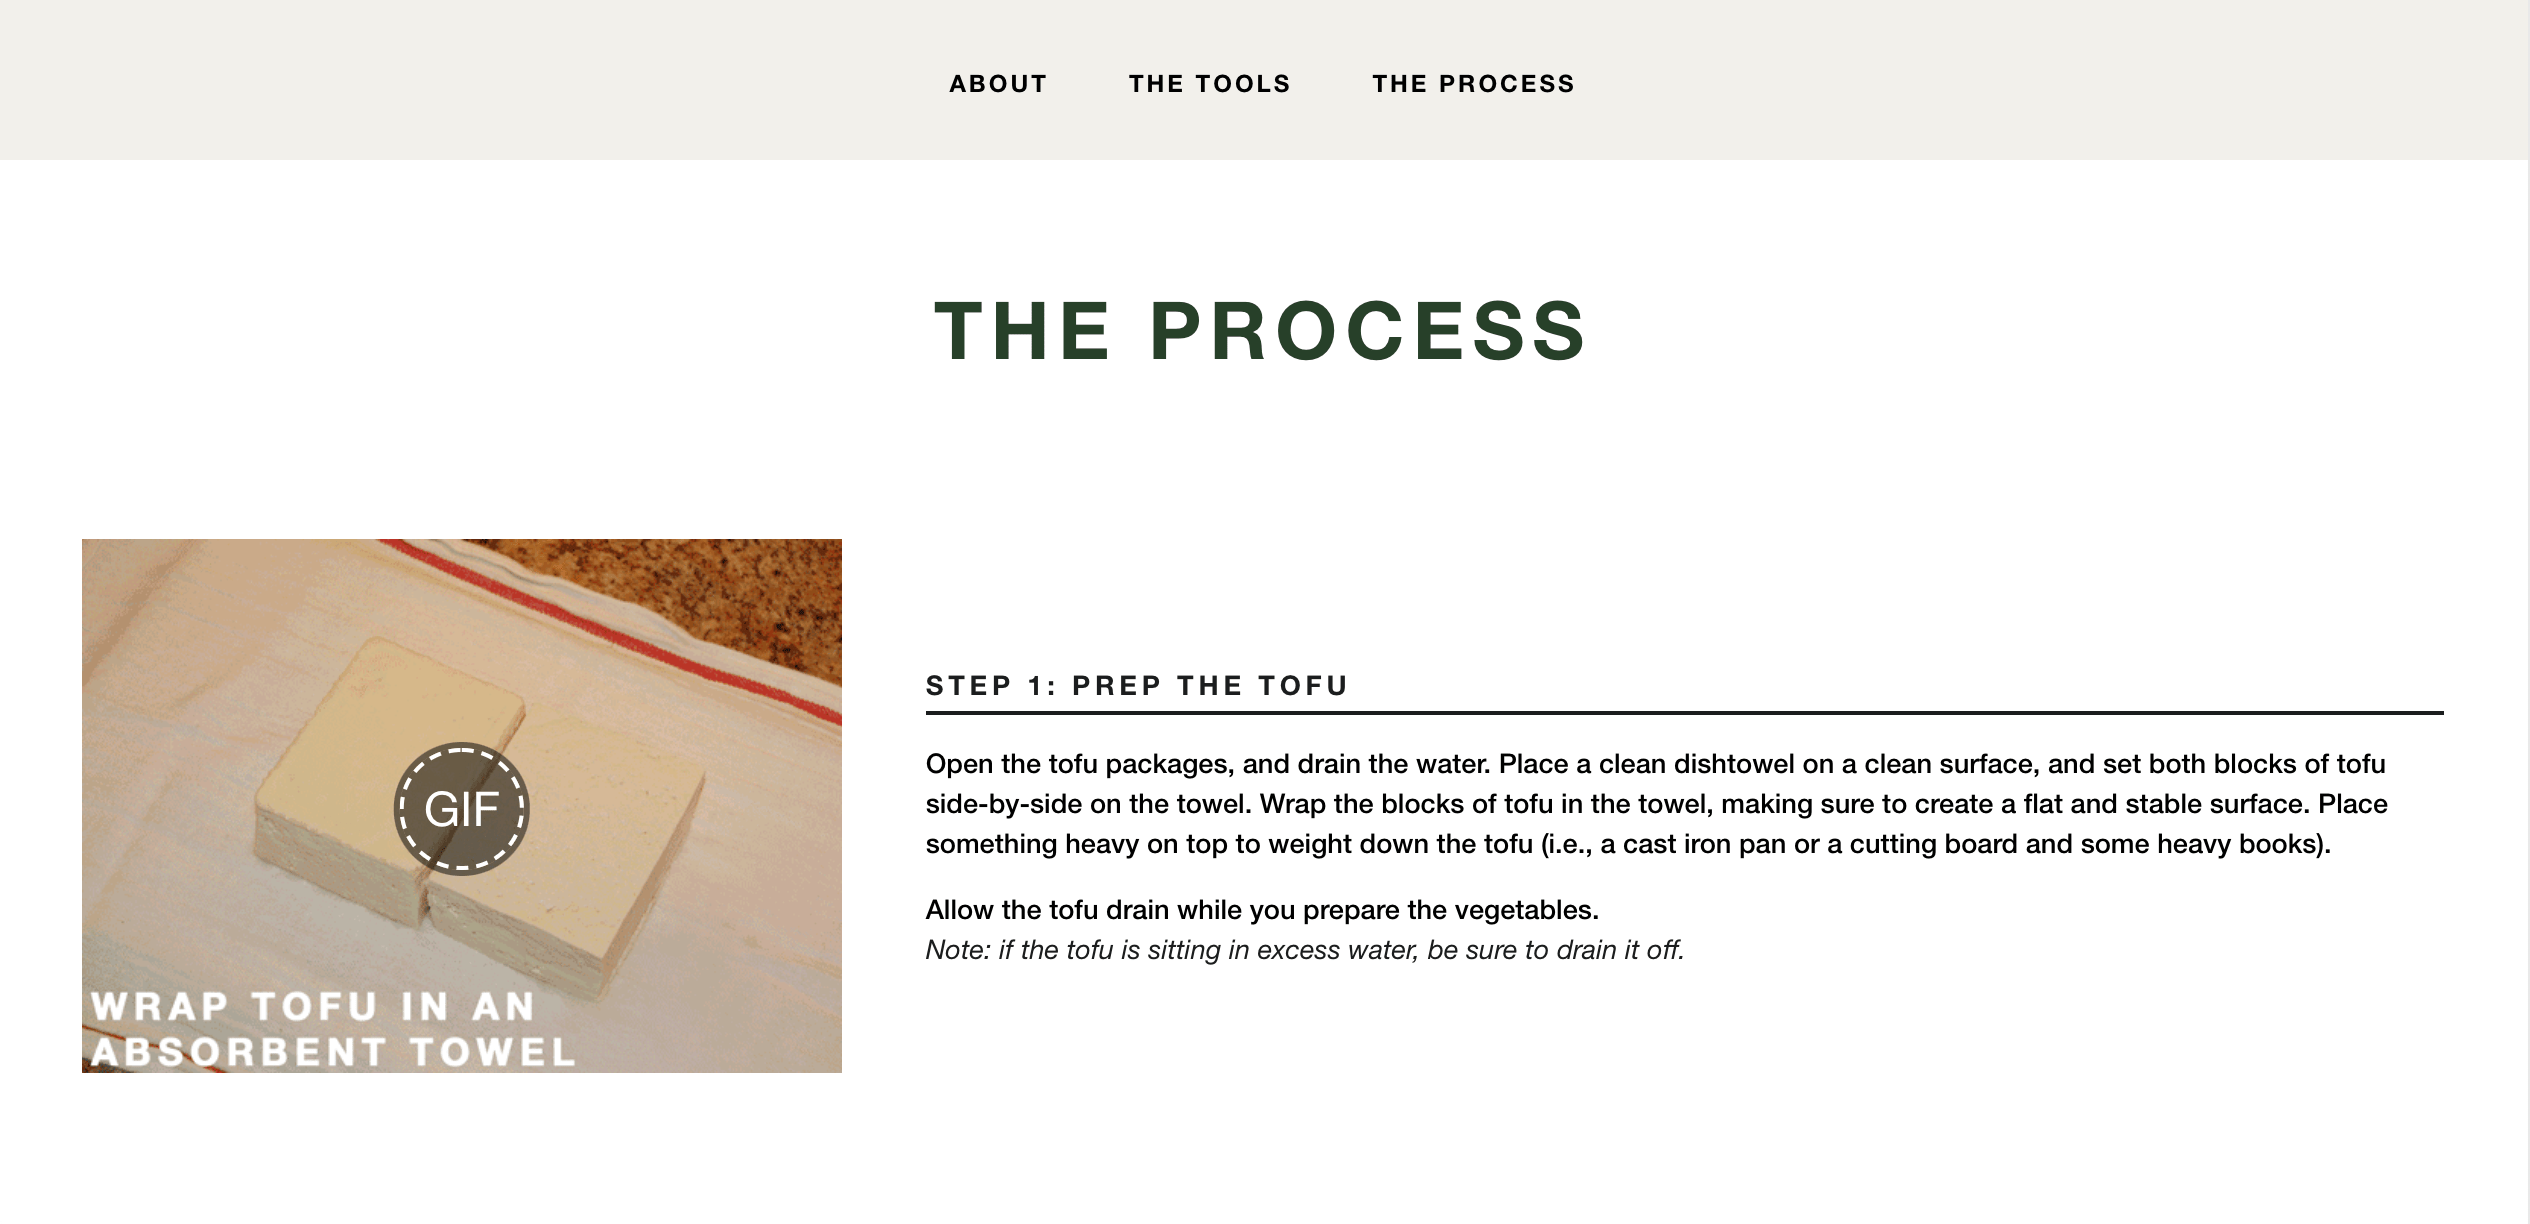 ABOUT THE TOOLS THE PROCESS
THE PROCESS
GIF
WRAP TOFU IN AN
ABSORBENT TOWEL
STEP 1: PREP THE TOFU
Open the tofu packages, and drain the water. Place a clean dishtowel on a clean surface, and set both blocks of tofu
side-by-side on the towel. Wrap the blocks of tofu in the towel, making sure to create a flat and stable surface. Place
something heavy on top to weight down the tofu (i.e., a cast iron pan or a cutting board and some heavy books).
Allow the tofu drain while you prepare the vegetables.
Note: if the tofu is sitting in excess water, be sure to drain it off.